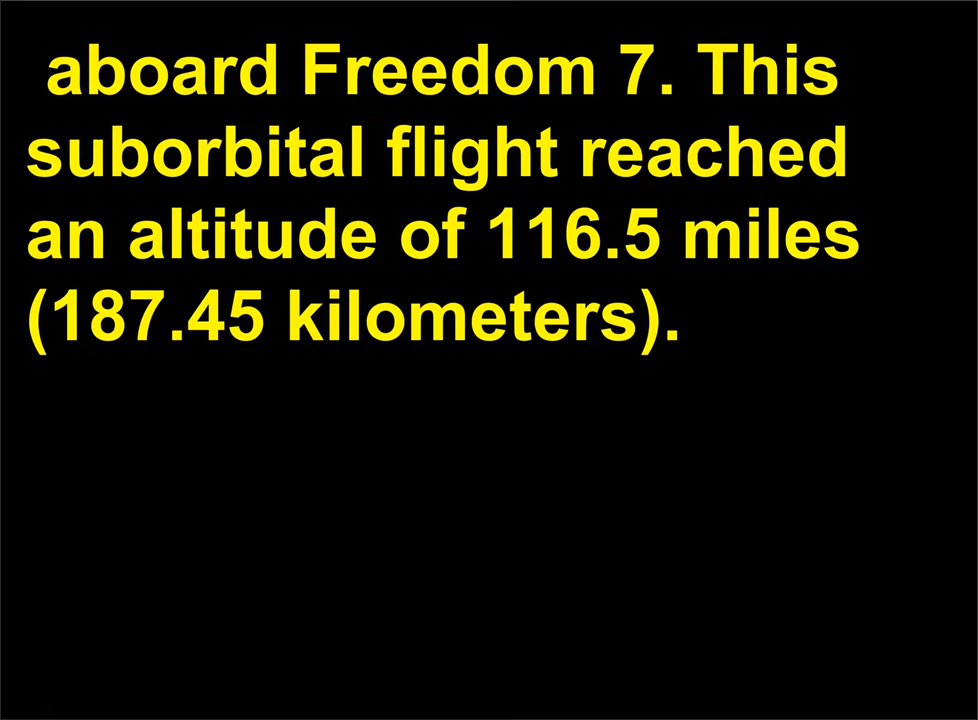 aboard Freedom 7. This
suborbital flight reached
an altitude of 116.5 miles
(187.45 kilometers).